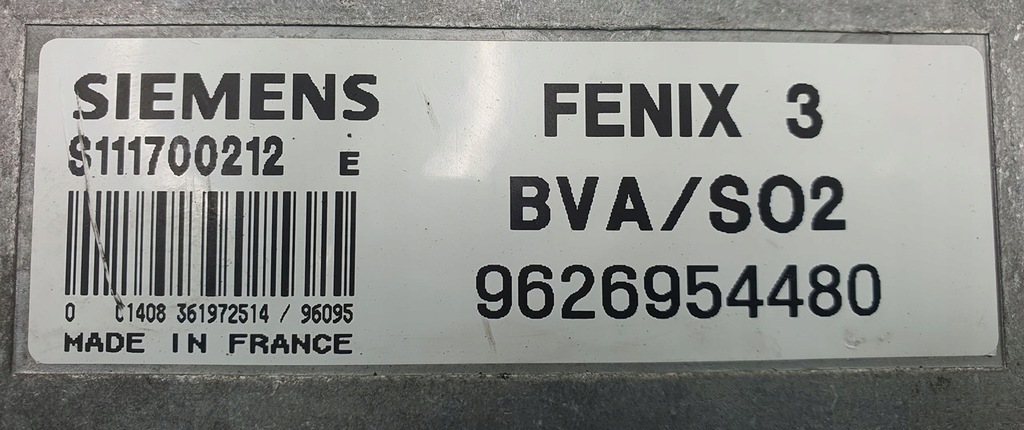 SIEMENS
S111700212 E
0 C1408 361972514 / 96095
MADE IN FRANCE
FENIX 3
BVA/SO2
9626954480